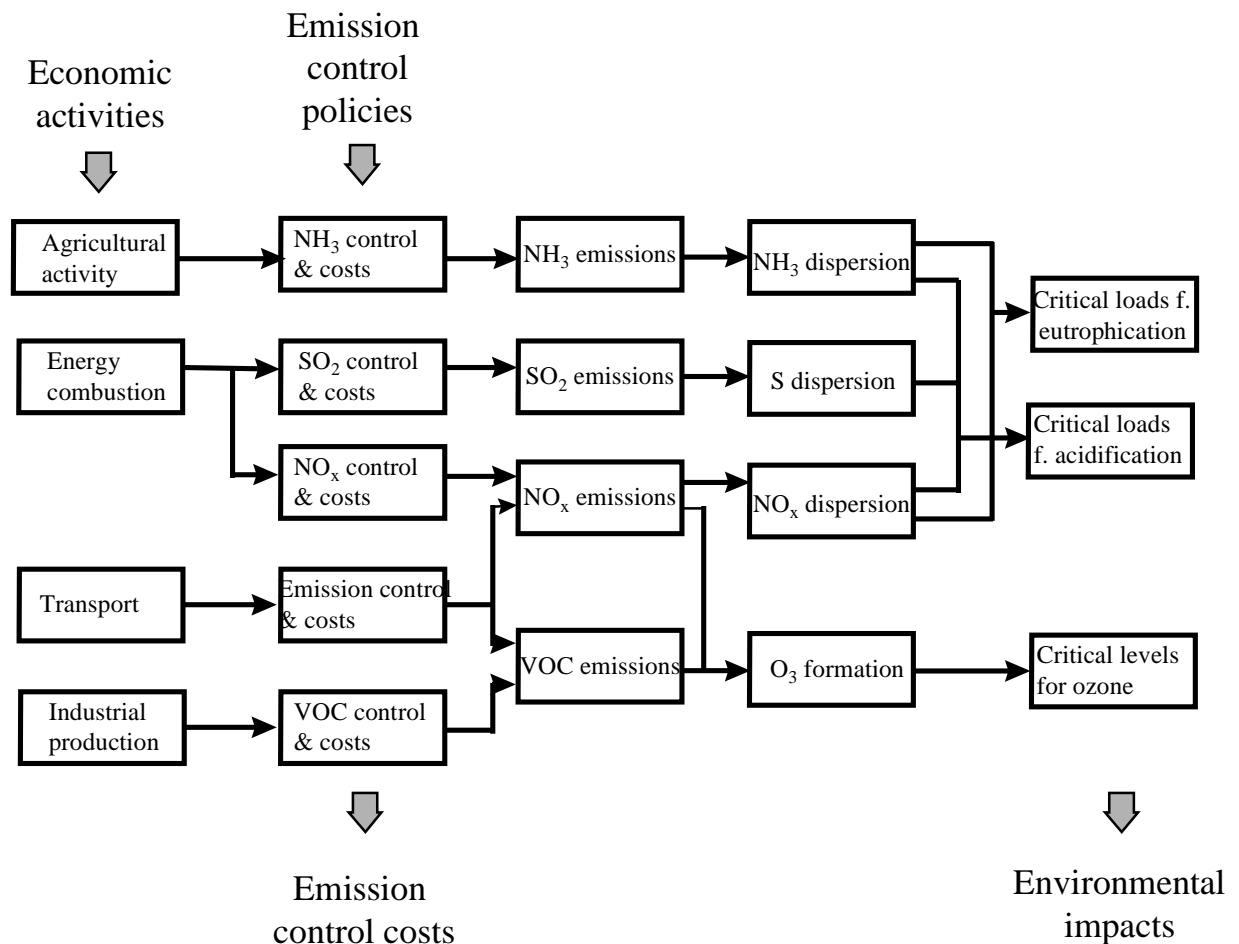 Economic
activities
Emission
control
policies
Agricultural
activity
NH₃ control
& costs
NH₃ emissions
NH₃ dispersion
Critical loads f.
eutrophication
Energy
combustion
SO₂ control
& costs
SO₂ emissions
S dispersion
Critical loads
f. acidification
NOₓ control
& costs
NOₓ emissions
NOₓ dispersion
Transport
Emission control
& costs
VOC emissions
O₃ formation
Critical levels
for ozone
Industrial
production
VOC control
& costs
Emission
control costs
Environmental
impacts